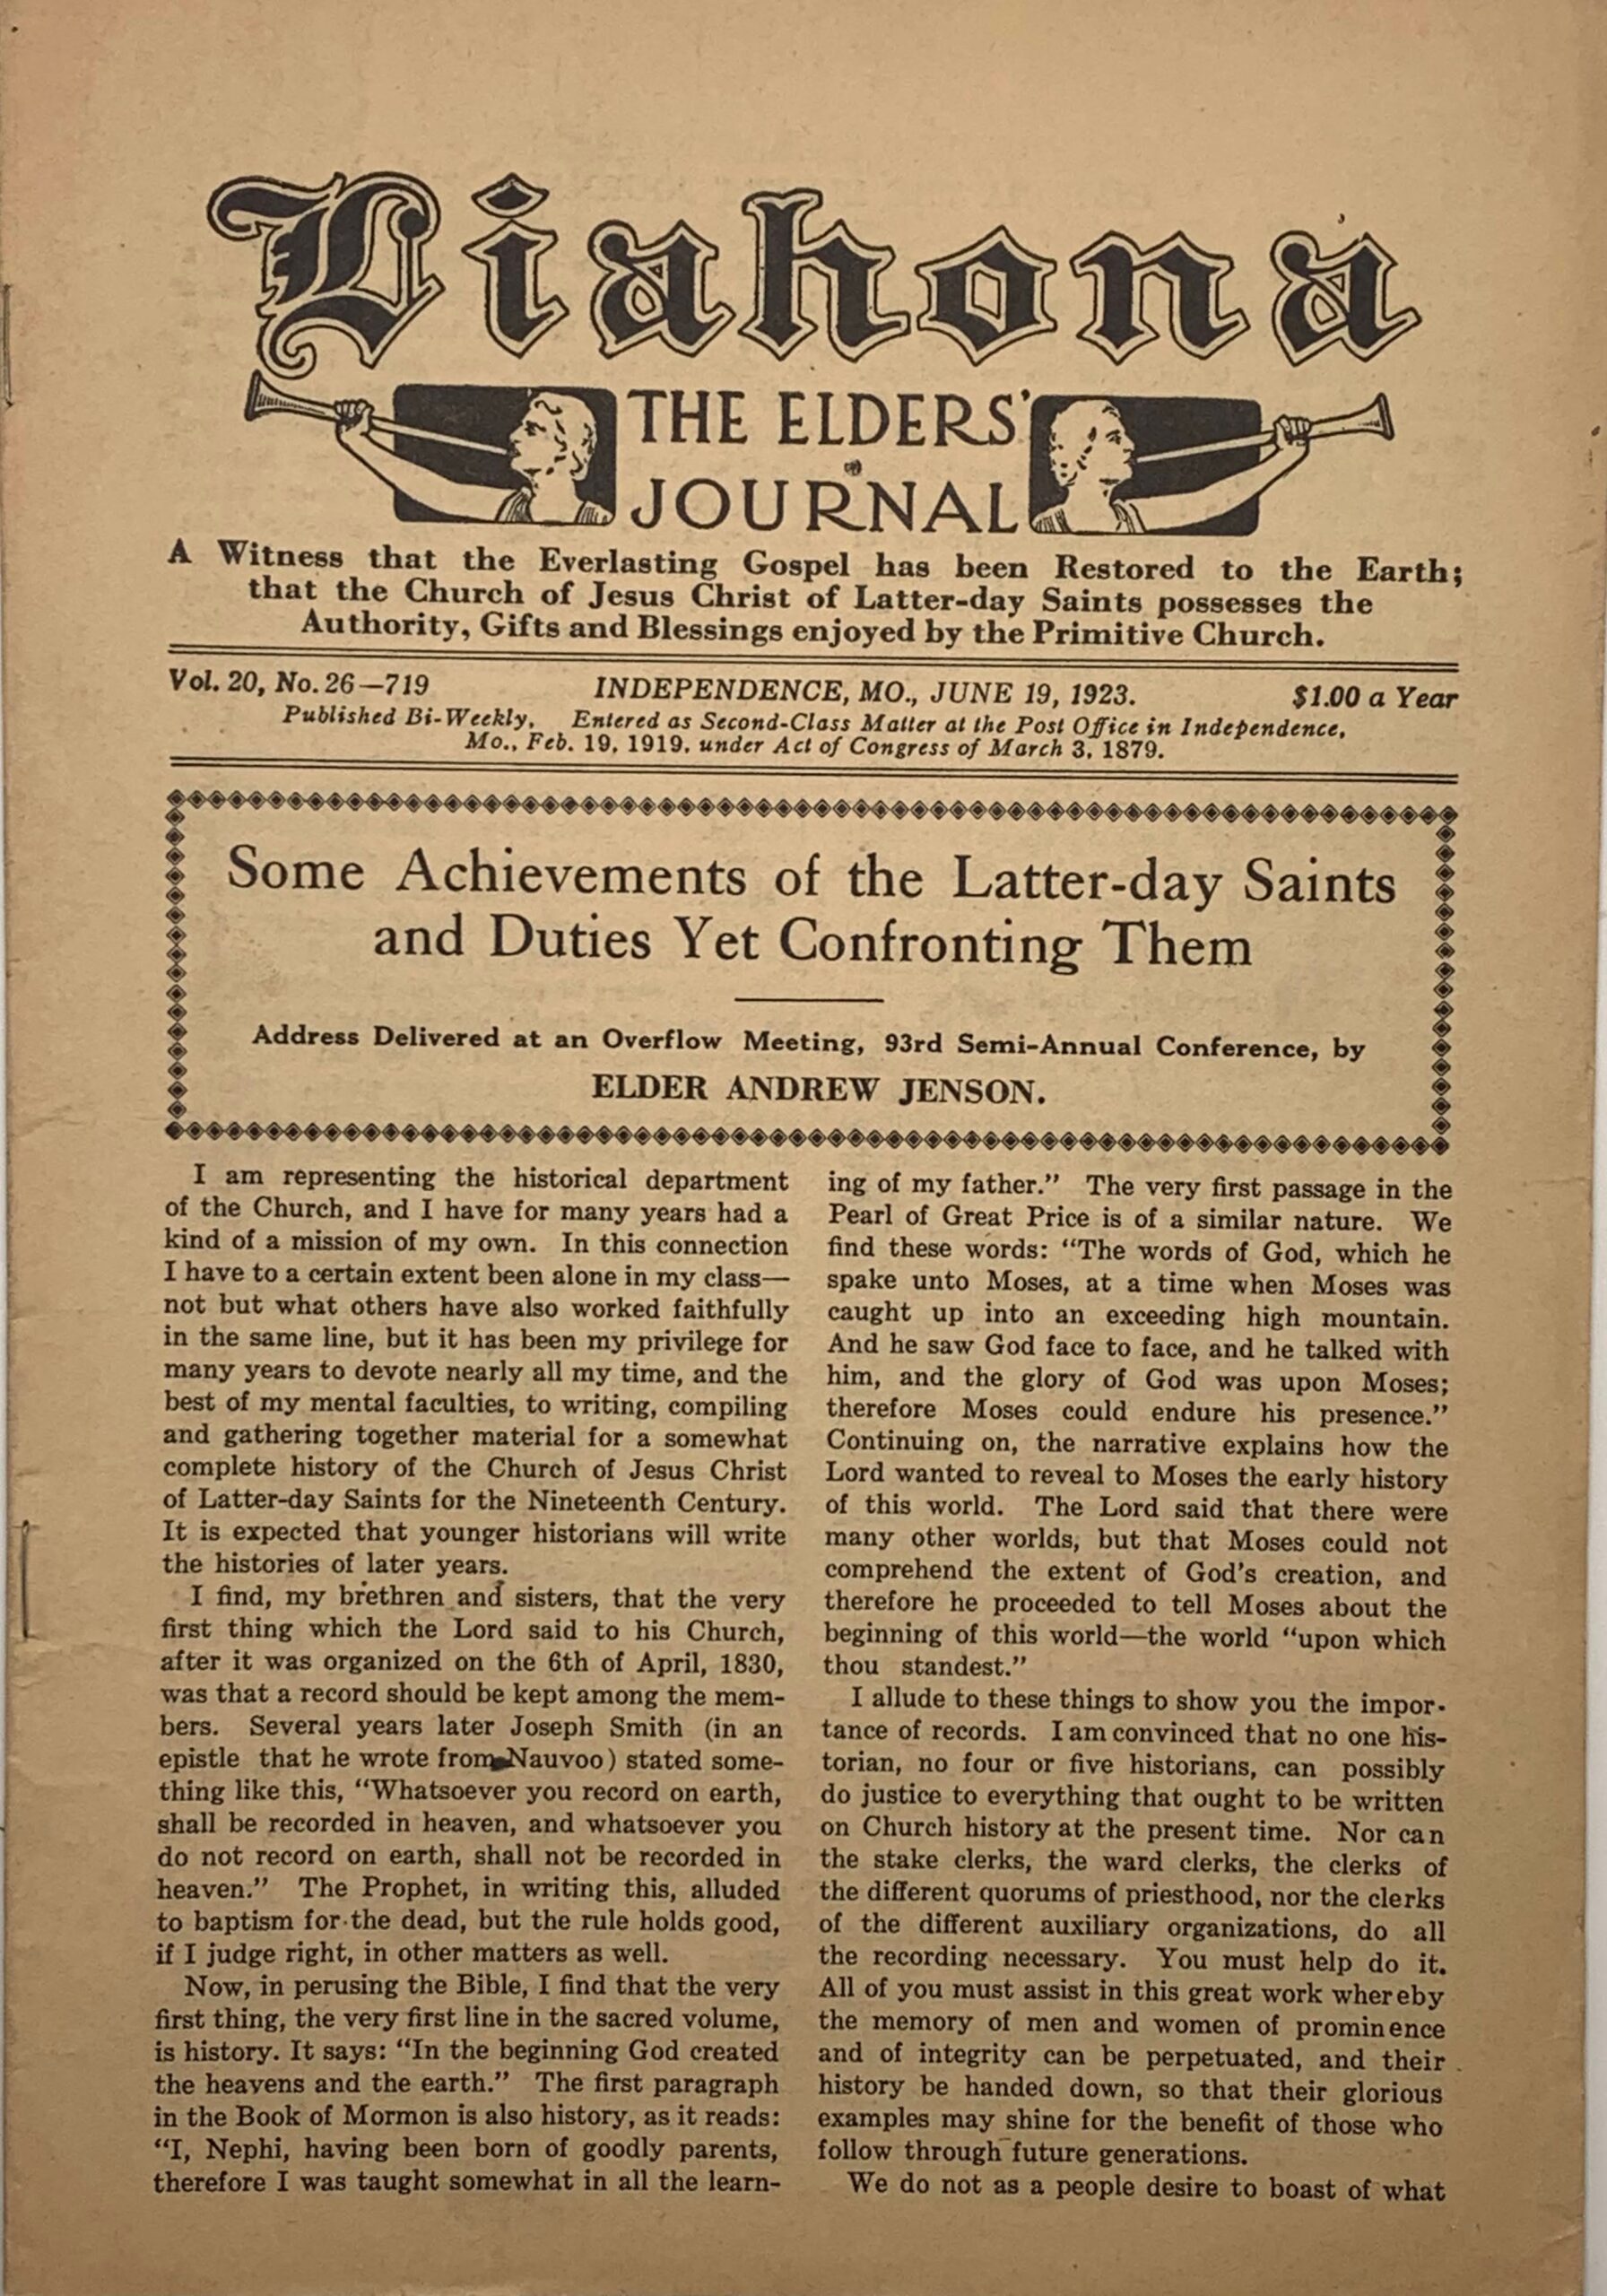 Liahona
THE ELDERS'
JOURNAL
A Witness that the Everlasting Gospel has been Restored to the Earth;
that the Church of Jesus Christ of Latter-day Saints possesses the
Authority, Gifts and Blessings enjoyed by the Primitive Church.
Vol. 20, No. 26—719 INDEPENDENCE, MO., JUNE 19, 1923. $1.00 a Year
Published Bi-Weekly. Entered as Second-Class Matter at the Post Office in Independence,
Mo., Feb. 19, 1919, under Act of Congress of March 3, 1879.
Some Achievements of the Latter-day Saints
and Duties Yet Confronting Them
Address Delivered at an Overflow Meeting, 93rd Semi-Annual Conference, by
ELDER ANDREW JENSON.
I am representing the historical department
of the Church, and I have for many years had a
kind of a mission of my own. In this connection
I have to a certain extent been alone in my class—
not but what others have also worked faithfully
in the same line, but it has been my privilege for
many years to devote nearly all my time, and the
best of my mental faculties, to writing, compiling
and gathering together material for a somewhat
complete history of the Church of Jesus Christ
of Latter-day Saints for the Nineteenth Century.
It is expected that younger historians will write
the histories of later years.
I find, my brethren and sisters, that the very
first thing which the Lord said to his Church,
after it was organized on the 6th of April, 1830,
was that a record should be kept among the mem-
bers. Several years later Joseph Smith (in an
epistle that he wrote from Nauvoo) stated some-
thing like this, “Whatsoever you record on earth,
shall be recorded in heaven, and whatsoever you
do not record on earth, shall not be recorded in
heaven.” The Prophet, in writing this, alluded
to baptism for the dead, but the rule holds good,
if I judge right, in other matters as well.
Now, in perusing the Bible, I find that the very
first thing, the very first line in the sacred volume,
is history. It says: “In the beginning God created
the heavens and the earth.” The first paragraph
in the Book of Mormon is also history, as it reads:
“I, Nephi, having been born of goodly parents,
therefore I was taught somewhat in all the learn-
ing of my father.” The very first passage in the
Pearl of Great Price is of a similar nature. We
find these words: “The words of God, which he
spake unto Moses, at a time when Moses was
caught up into an exceeding high mountain.
And he saw God face to face, and he talked with
him, and the glory of God was upon Moses;
therefore Moses could endure his presence.”
Continuing on, the narrative explains how the
Lord wanted to reveal to Moses the early history
of this world. The Lord said that there were
many other worlds, but that Moses could not
comprehend the extent of God's creation, and
therefore he proceeded to tell Moses about the
beginning of this world—the world “upon which
thou standest.”
I allude to these things to show you the impor-
tance of records. I am convinced that no one his-
torian, no four or five historians, can possibly
do justice to everything that ought to be written
on Church history at the present time. Nor can
the stake clerks, the ward clerks, the clerks of
the different quorums of priesthood, nor the clerks
of the different auxiliary organizations, do all
the recording necessary. You must help do it.
All of you must assist in this great work whereby
the memory of men and women of prominence
and of integrity can be perpetuated, and their
history be handed down, so that their glorious
examples may shine for the benefit of those who
follow through future generations.
We do not as a people desire to boast of what